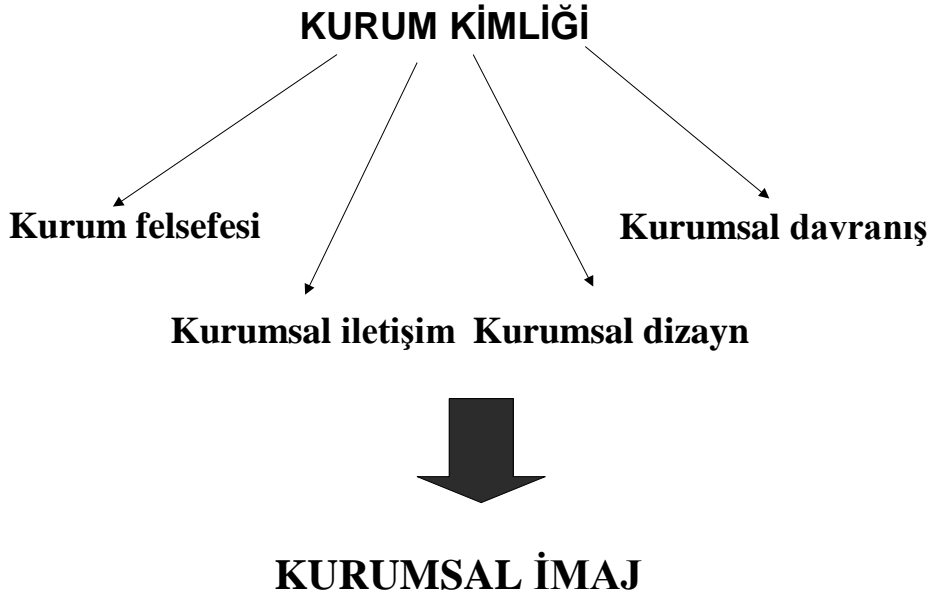 KURUM KİMLİĞİ
Kurum felsefesi
Kurumsal davranış
Kurumsal iletişim Kurumsal dizayn
KURUMSAL İMAJ